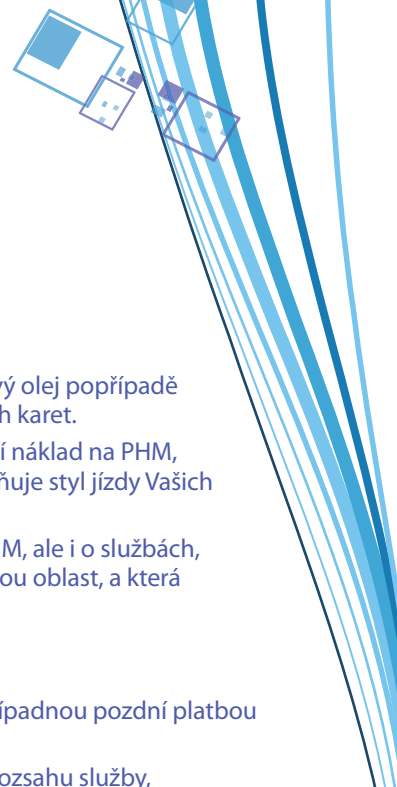 ý olej popřípadě
h karet.
í náklad na PHM,
ňuje styl jízdy Vašich
M, ale i o službách,
ou oblast, a která
ípadnou pozdní platbou
ozsahu služby,